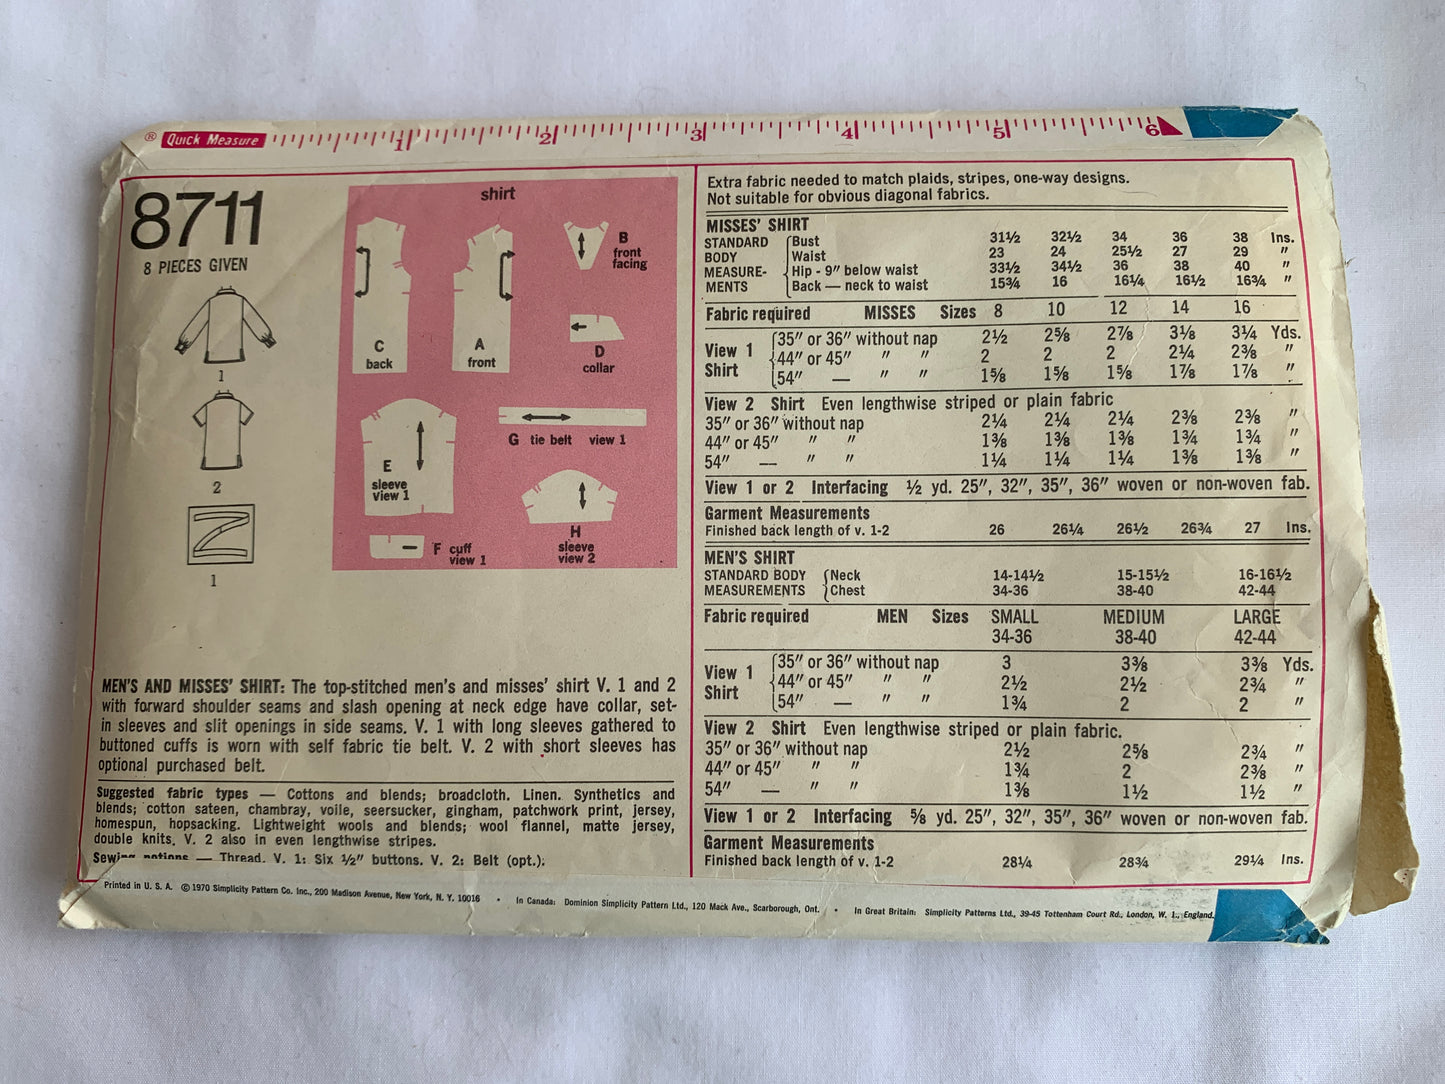 ® Quick Measure 1 2 3 4 5 6
8711
8 PIECES GIVEN
1
2
1
shirt
C
back
A
front
B
front
facing
D
collar
E
sleeve
view 1
G tie belt view 1
F cuff
view 1
H
sleeve
view 2
MEN'S AND MISSES' SHIRT: The top-stitched men's and misses' shirt V. 1 and 2
with forward shoulder seams and slash opening at neck edge have collar, set-
in sleeves and slit openings in side seams. V. 1 with long sleeves gathered to
buttoned cuffs is worn with self fabric tie belt. V. 2 with short sleeves has
optional purchased belt.
Suggested fabric types — Cottons and blends; broadcloth. Linen. Synthetics and
blends; cotton sateen, chambray, voile, seersucker, gingham, patchwork print, jersey,
homespun, hopsacking. Lightweight wools and blends; wool flannel, matte jersey,
double knits. V. 2 also in even lengthwise stripes.
Sewing notions — Thread. V. 1: Six ½" buttons. V. 2: Belt (opt.).
Extra fabric needed to match plaids, stripes, one-way designs.
Not suitable for obvious diagonal fabrics.
MISSES' SHIRT
STANDARD BODY MEASURE-MENTS
Bust 31½ 32½ 34 36 38 Ins.
Waist 23 24 25½ 27 29 "
Hip - 9" below waist 33½ 34½ 36 38 40 "
Back — neck to waist 15¾ 16 16¼ 16½ 16¾ "
Fabric required MISSES Sizes 8 10 12 14 16
View 1 Shirt
35" or 36" without nap 2½ 2⅝ 2⅞ 3⅛ 3¼ Yds.
44" or 45" " " 2 2 2 2¼ 2⅜ "
54" — " " 1⅝ 1⅝ 1⅝ 1⅞ 1⅞ "
View 2 Shirt Even lengthwise striped or plain fabric
35" or 36" without nap 2¼ 2¼ 2¼ 2⅜ 2⅜ "
44" or 45" " " 1⅜ 1⅜ 1⅜ 1¾ 1¾ "
54" — " " 1¼ 1¼ 1¼ 1⅜ 1⅜ "
View 1 or 2 Interfacing ½ yd. 25", 32", 35", 36" woven or non-woven fab.
Garment Measurements
Finished back length of v. 1-2 26 26¼ 26½ 26¾ 27 Ins.
MEN'S SHIRT
STANDARD BODY MEASUREMENTS
Neck 14-14½ 15-15½ 16-16½
Chest 34-36 38-40 42-44
Fabric required MEN Sizes SMALL MEDIUM LARGE
34-36 38-40 42-44
View 1 Shirt
35" or 36" without nap 3 3⅜ 3⅜ Yds.
44" or 45" " " 2½ 2½ 2¾ "
54" — " " 1¾ 2 2 "
View 2 Shirt Even lengthwise striped or plain fabric.
35" or 36" without nap 2½ 2⅝ 2¾ "
44" or 45" " " 1¾ 2 2⅜ "
54" — " " 1⅜ 1½ 1½ "
View 1 or 2 Interfacing ⅝ yd. 25", 32", 35", 36" woven or non-woven fab.
Garment Measurements
Finished back length of v. 1-2 28¼ 28¾ 29¼ Ins.
Printed in U. S. A. © 1970 Simplicity Pattern Co. Inc., 200 Madison Avenue, New York, N. Y. 10016 • In Canada: Dominion Simplicity Pattern Ltd., 120 Mack Ave., Scarborough, Ont. • In Great Britain: Simplicity Patterns Ltd., 39-45 Tottenham Court Rd., London, W. 1., England.